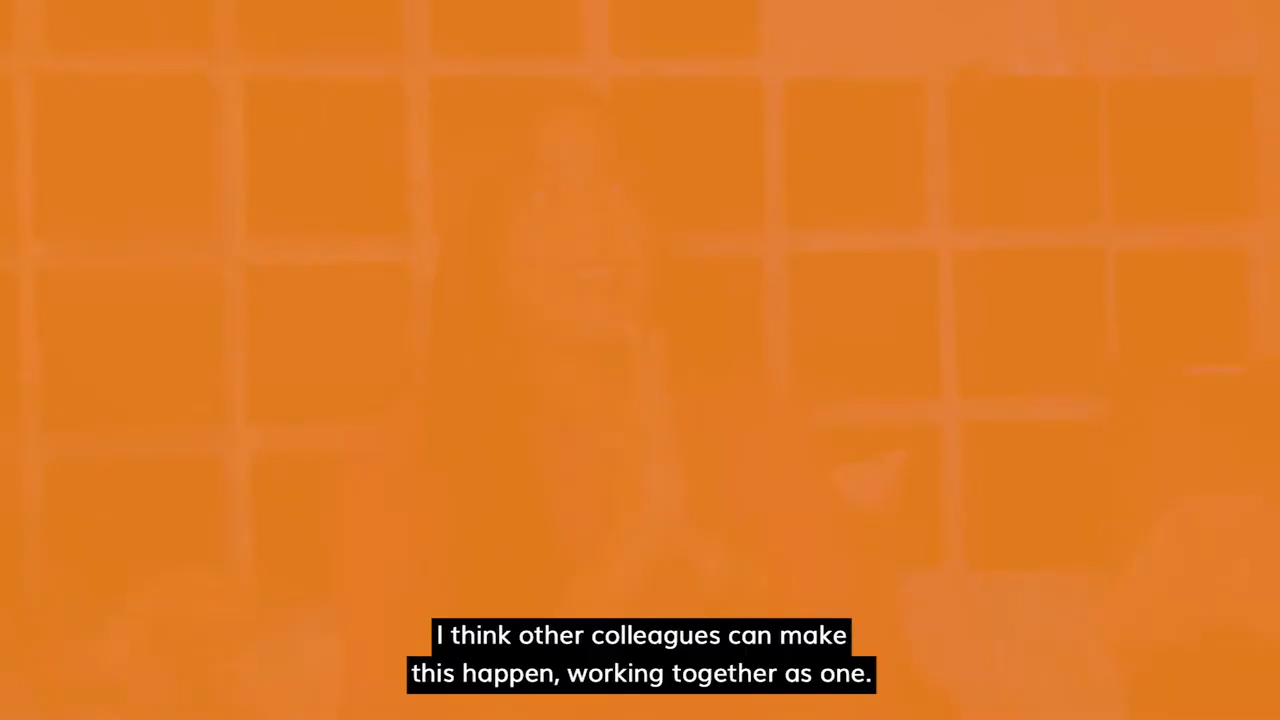 I think other colleagues can make
this happen, working together as one.